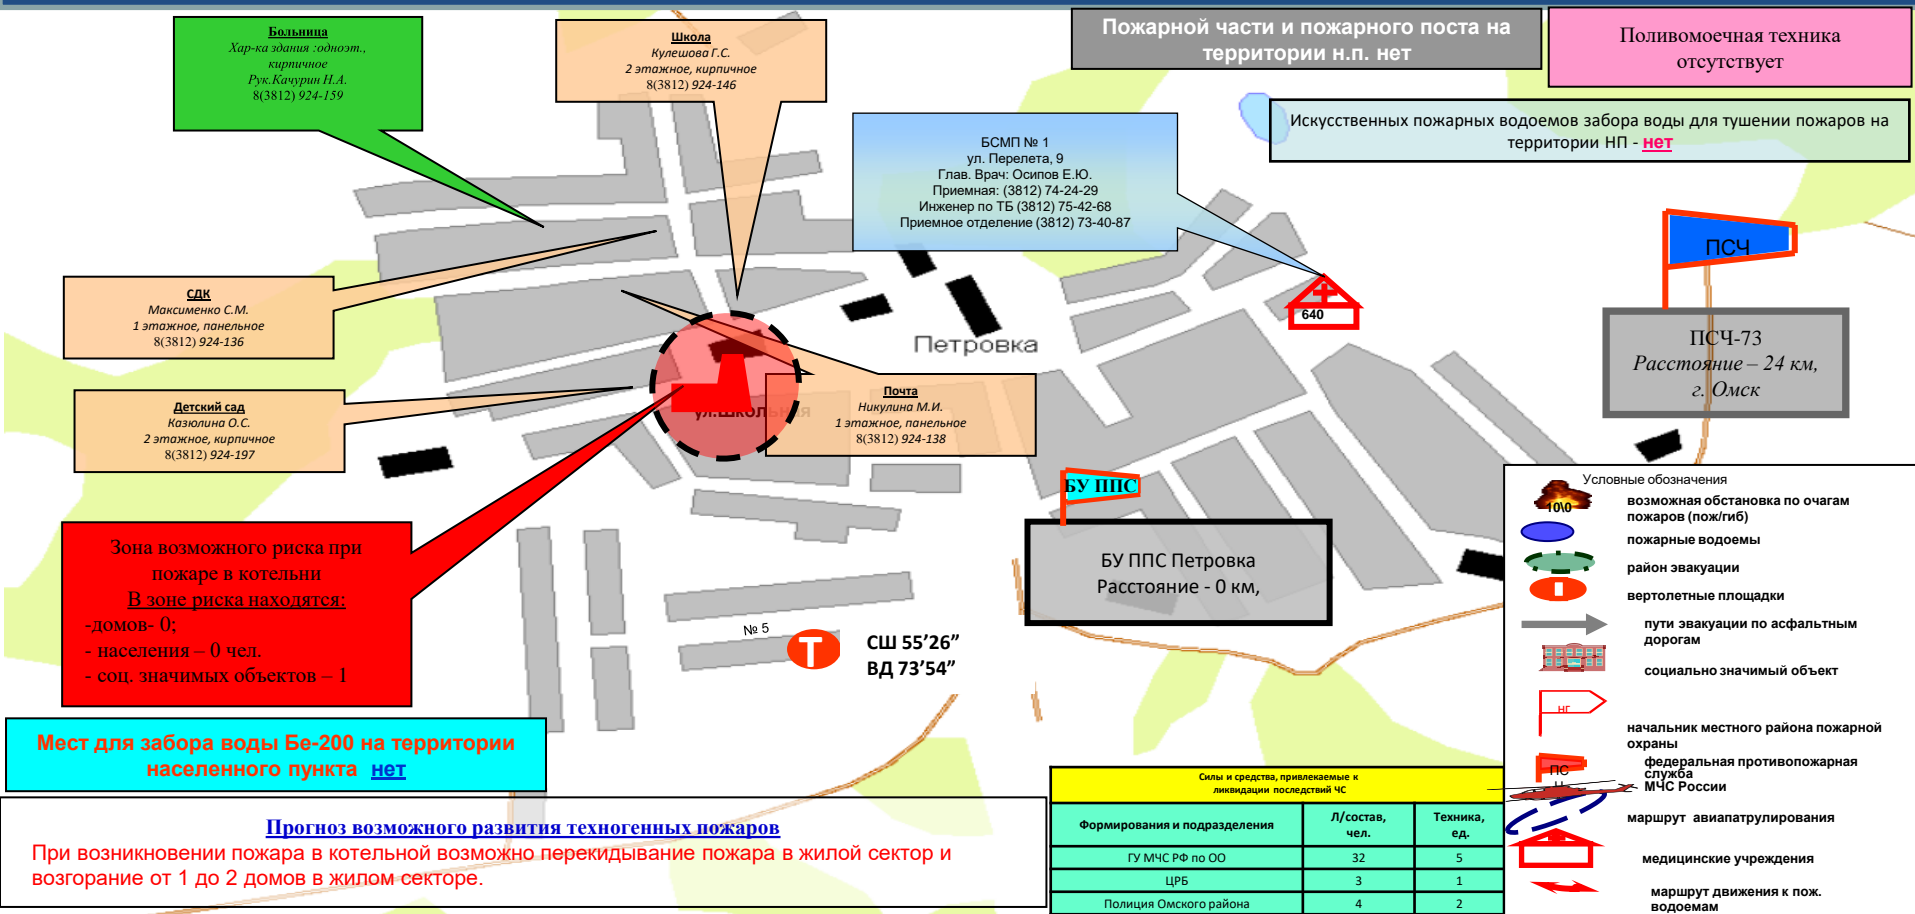 Больница
Хар-ка здания :одноэт.,
кирпичное
Рук.Качурин Н.А.
8(3812) 924-159
Школа
Кулешова Г.С.
2 этажное, кирпичное
8(3812) 924-146
Пожарной части и пожарного поста на
территории н.п. нет
Поливомоечная техника
отсутствует
Искусственных пожарных водоемов забора воды для тушении пожаров на
территории НП - нет
БСМП № 1
ул. Перелета, 9
Глав. Врач: Осипов Е.Ю.
Приемная: (3812) 74-24-29
Инженер по ТБ (3812) 75-42-68
Приемное отделение (3812) 73-40-87
ПСЧ
640
СДК
Максименко С.М.
1 этажное, панельное
8(3812) 924-136
Петровка
ПСЧ-73
Расстояние – 24 км,
г. Омск
Детский сад
Казюлина О.С.
2 этажное, кирпичное
8(3812) 924-197
ул.Школьная
Почта
Никулина М.И.
1 этажное, панельное
8(3812) 924-138
БУ ППС
БУ ППС Петровка
Расстояние - 0 км,
Зона возможного риска при
пожаре в котельни
В зоне риска находятся:
-домов- 0;
- населения – 0 чел.
- соц. значимых объектов – 1
№ 5
Т
СШ 55’26”
ВД 73’54”
Мест для забора воды Бе-200 на территории
населенного пункта нет
Прогноз возможного развития техногенных пожаров
При возникновении пожара в котельной возможно перекидывание пожара в жилой сектор и
возгорание от 1 до 2 домов в жилом секторе.
Силы и средства, привлекаемые к
ликвидации последствий ЧС
Формирования и подразделения Л/состав, чел. Техника, ед.
ГУ МЧС РФ по ОО 32 5
ЦРБ 3 1
Полиция Омского района 4 2
Условные обозначения
10\0
возможная обстановка по очагам
пожаров (пож/гиб)
пожарные водоемы
район эвакуации
вертолетные площадки
пути эвакуации по асфальтным
дорогам
социально значимый объект
НГ
начальник местного района пожарной
охраны
ПС
федеральная противопожарная
служба
МЧС России
маршрут авиапатрулирования
медицинские учреждения
маршрут движения к пож.
водоемам